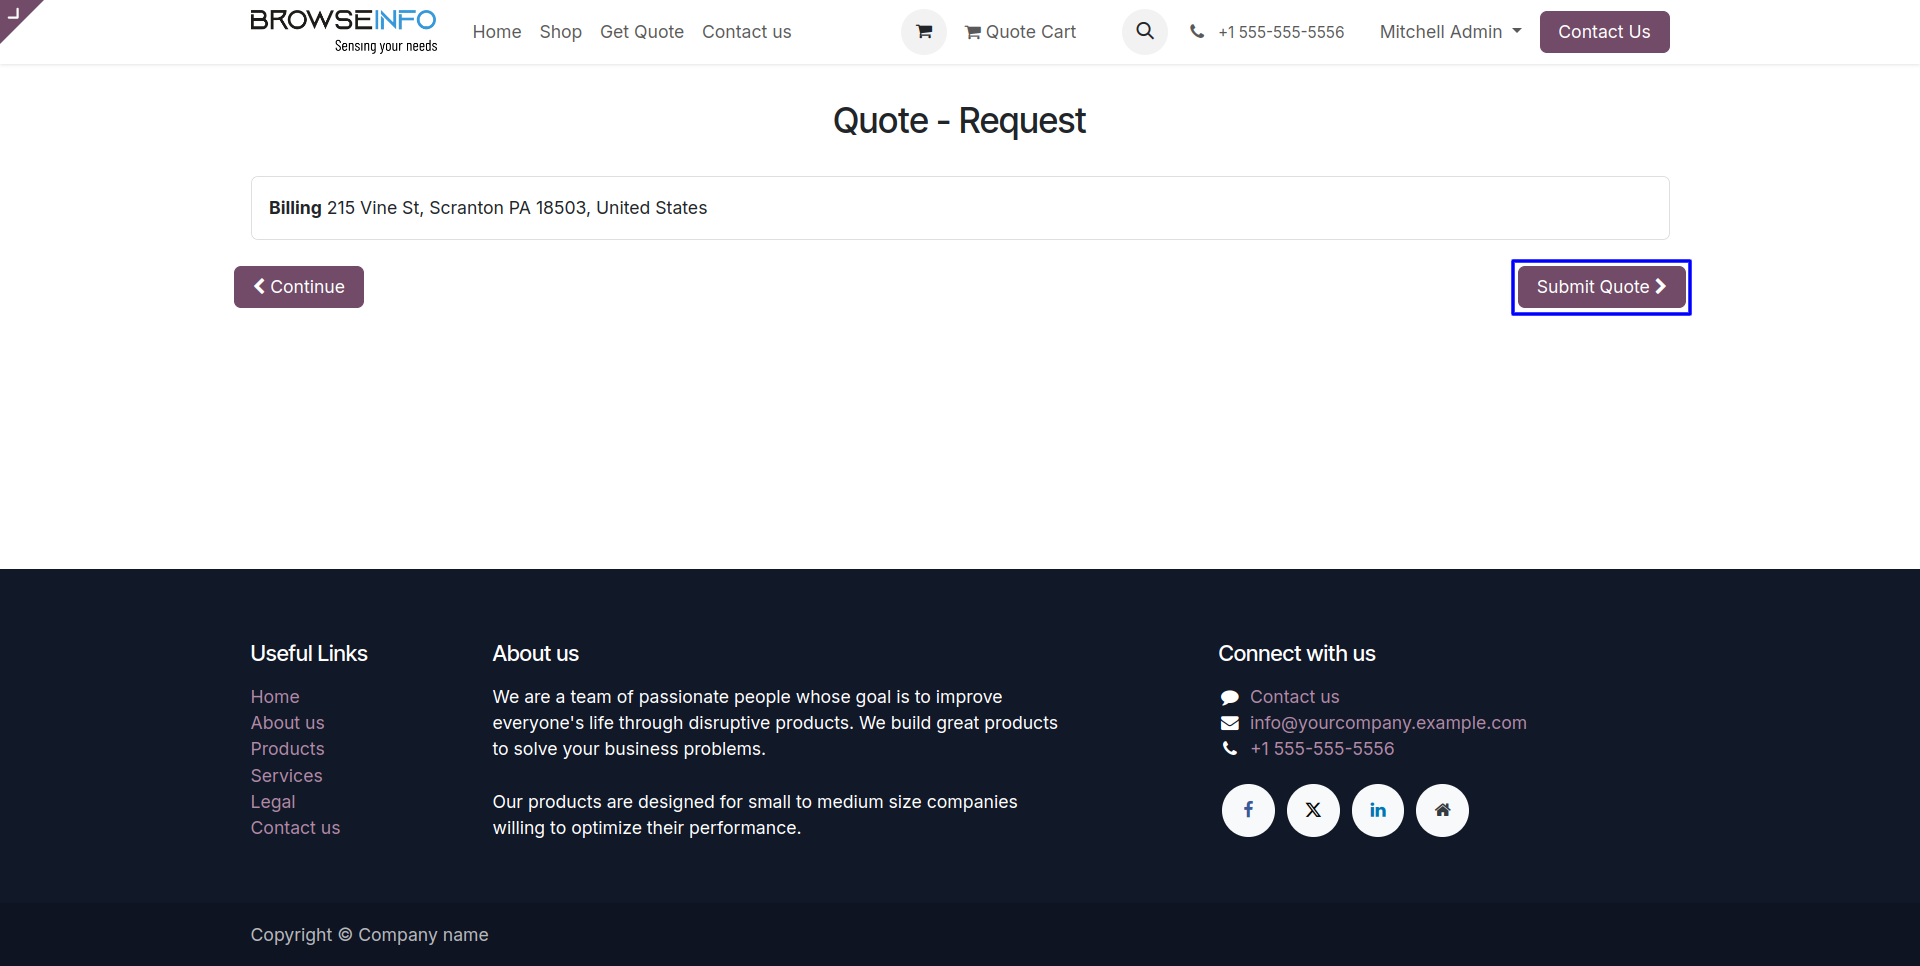 BROWSEINFO
Sensing your needs
Home Shop Get Quote Contact us
Quote Cart
+1 555-555-5556
Mitchell Admin
Contact Us
Quote - Request
Billing 215 Vine St, Scranton PA 18503, United States
Continue
Submit Quote
Useful Links
Home
About us
Products
Services
Legal
Contact us
About us
We are a team of passionate people whose goal is to improve
everyone's life through disruptive products. We build great products
to solve your business problems.
Our products are designed for small to medium size companies
willing to optimize their performance.
Connect with us
Contact us
info@yourcompany.example.com
+1 555-555-5556
Copyright © Company name